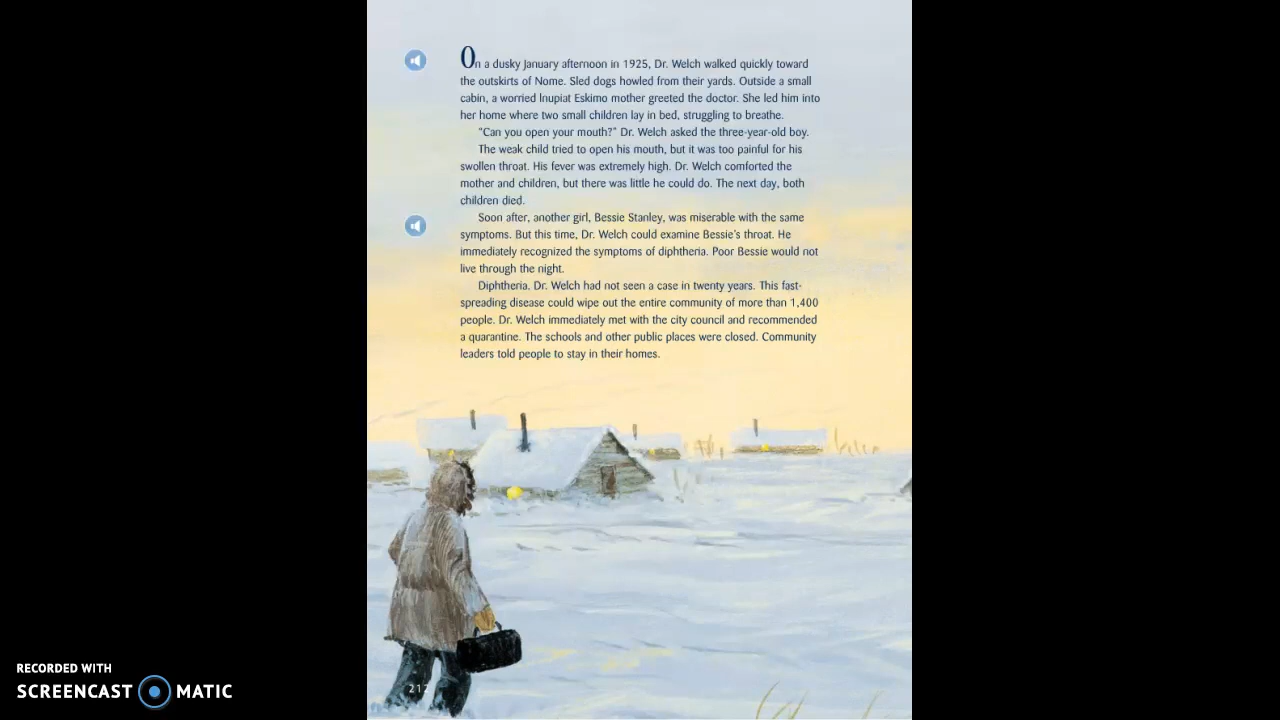 On a dusky January afternoon in 1925, Dr. Welch walked quickly toward
the outskirts of Nome. Sled dogs howled from their yards. Outside a small
cabin, a worried Inupiat Eskimo mother greeted the doctor. She led him into
her home where two small children lay in bed, struggling to breathe.
"Can you open your mouth?" Dr. Welch asked the three-year-old boy.
The weak child tried to open his mouth, but it was too painful for his
swollen throat. His fever was extremely high. Dr. Welch comforted the
mother and children, but there was little he could do. The next day, both
children died.
Soon after, another girl, Bessie Stanley, was miserable with the same
symptoms. But this time, Dr. Welch could examine Bessie's throat. He
immediately recognized the symptoms of diphtheria. Poor Bessie would not
live through the night.
Diphtheria. Dr. Welch had not seen a case in twenty years. This fast-
spreading disease could wipe out the entire community of more than 1,400
people. Dr. Welch immediately met with the city council and recommended
a quarantine. The schools and other public places were closed. Community
leaders told people to stay in their homes.
212
RECORDED WITH
SCREENCAST MATIC